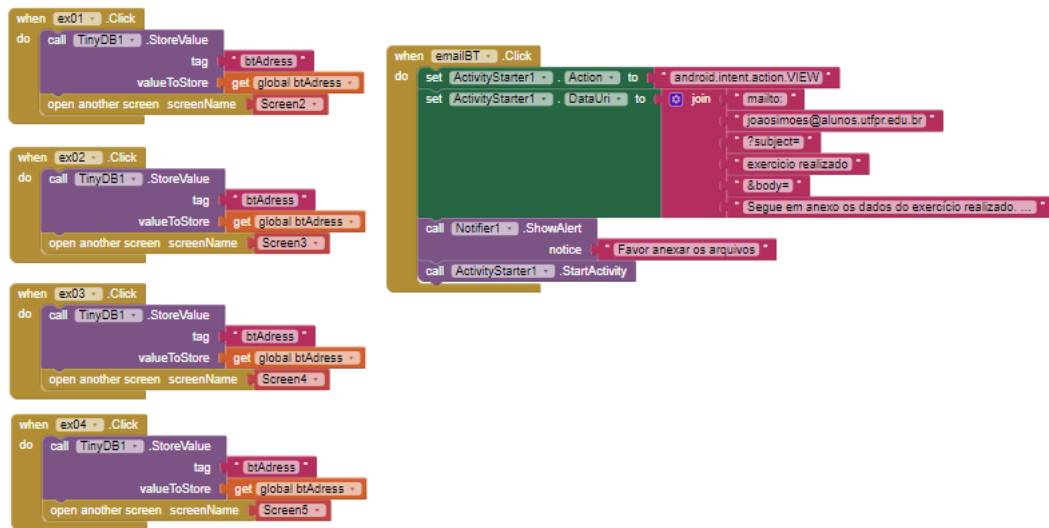 when ex01 .Click
do call TinyDB1 .StoreValue
tag " btAdress "
valueToStore get global btAdress
open another screen screenName Screen2
when ex02 .Click
do call TinyDB1 .StoreValue
tag " btAdress "
valueToStore get global btAdress
open another screen screenName Screen3
when ex03 .Click
do call TinyDB1 .StoreValue
tag " btAdress "
valueToStore get global btAdress
open another screen screenName Screen4
when ex04 .Click
do call TinyDB1 .StoreValue
tag " btAdress "
valueToStore get global btAdress
open another screen screenName Screen5
when emailBT .Click
do set ActivityStarter1 . Action to " android.intent.action.VIEW "
set ActivityStarter1 . DataUri to join " mailto: "
" joaosimoes@alunos.utfpr.edu.br "
" ?subject= "
" exercicio realizado "
" &body= "
" Segue em anexo os dados do exercício realizado. ... "
call Notifier1 .ShowAlert
notice " Favor anexar os arquivos "
call ActivityStarter1 .StartActivity